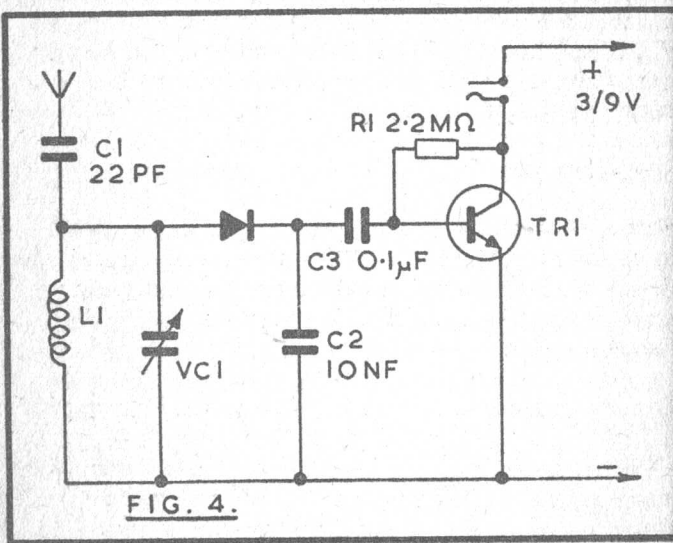 C1
22 PF
L1
VC1
C2
10NF
C3 0·1µF
R1 2·2MΩ
TR1
+
3/9V
−
FIG. 4.